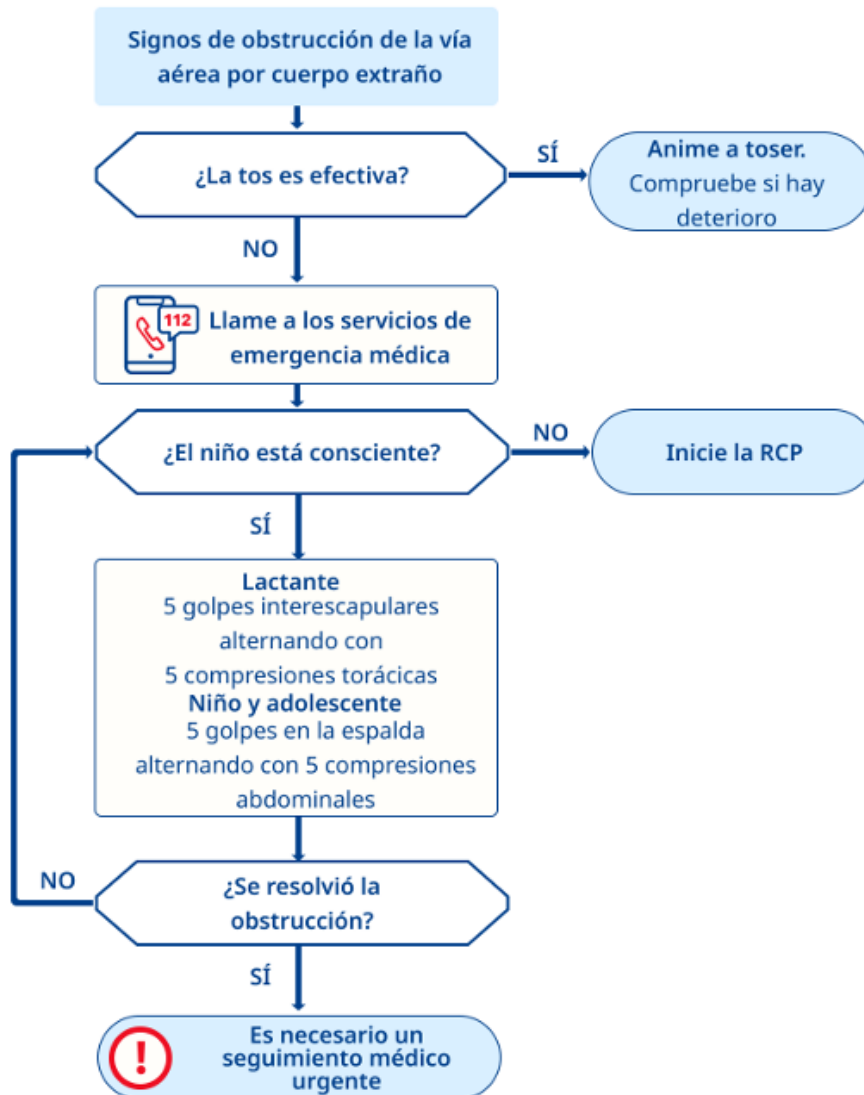 Signos de obstrucción de la vía
aérea por cuerpo extraño
¿La tos es efectiva?
SÍ
Anime a toser.
Compruebe si hay
deterioro
NO
112
Llame a los servicios de
emergencia médica
¿El niño está consciente?
NO
Inicie la RCP
SÍ
Lactante
5 golpes interescapulares
alternando con
5 compresiones torácicas
Niño y adolescente
5 golpes en la espalda
alternando con 5 compresiones
abdominales
NO
¿Se resolvió la
obstrucción?
SÍ
!
Es necesario un
seguimiento médico
urgente